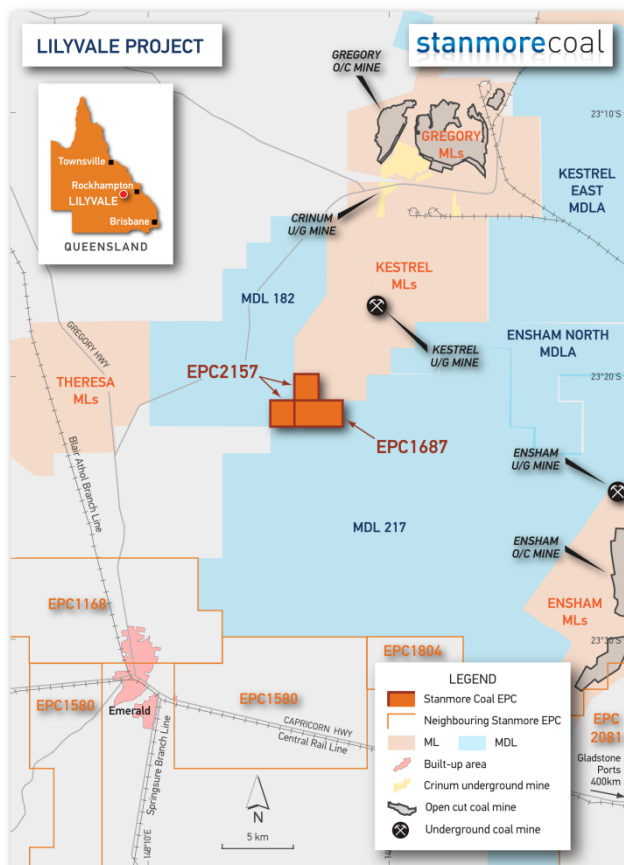 LILYVALE PROJECT
stanmorecoal
GREGORY
O/C MINE
23°10'S
GREGORY
MLs
Townsville
Rockhampton
LILYVALE
Brisbane
QUEENSLAND
KESTREL
EAST
MDLA
CRINUM
U/G MINE
MDL 182
KESTREL
MLs
GREGORY HWY
KESTREL
U/G MINE
ENSHAM NORTH
MDLA
THERESA
MLs
EPC2157
23°20'S
EPC1687
Blair Athol Branch Line
ENSHAM
U/G MINE
MDL 217
ENSHAM
O/C MINE
EPC1168
ENSHAM
MLs
23°30'S
EPC1804
EPC1580
EPC1580
Emerald
CAPRICORN HWY
Central Rail Line
Springsure Branch Line
148°10'E
N
5 km
EPC
2081
Gladstone
Ports
400km
LEGEND
Stanmore Coal EPC
Neighbouring Stanmore EPC
ML
MDL
Built-up area
Crinum underground mine
Open cut coal mine
Underground coal mine